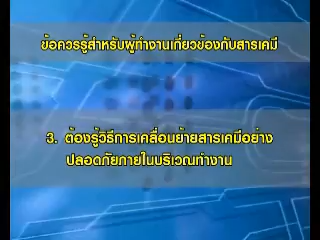 ข้อควรรู้สำหรับผู้ทำงานเกี่ยวข้องกับสารเคมี
3. ต้องรู้วิธีการเคลื่อนย้ายสารเคมีอย่าง
ปลอดภัยภายในบริเวณทำงาน